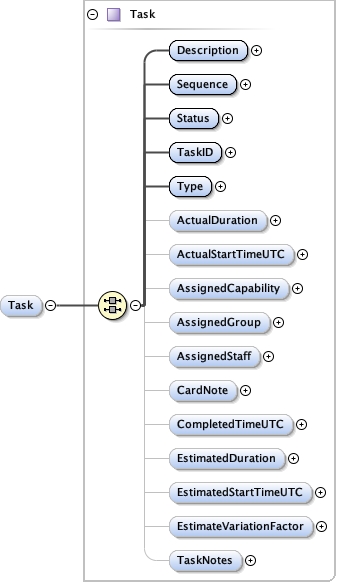 Task
Description
Sequence
Status
TaskID
Type
ActualDuration
ActualStartTimeUTC
AssignedCapability
AssignedGroup
Task
AssignedStaff
CardNote
CompletedTimeUTC
EstimatedDuration
EstimatedStartTimeUTC
EstimateVariationFactor
TaskNotes